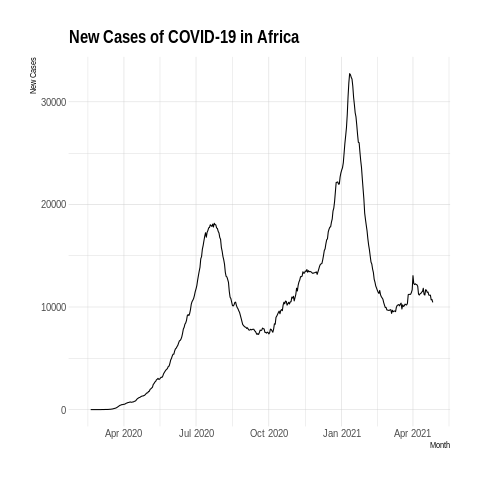 New Cases of COVID-19 in Africa
New Cases
30000
20000
10000
0
Apr 2020 Jul 2020 Oct 2020 Jan 2021 Apr 2021
Month